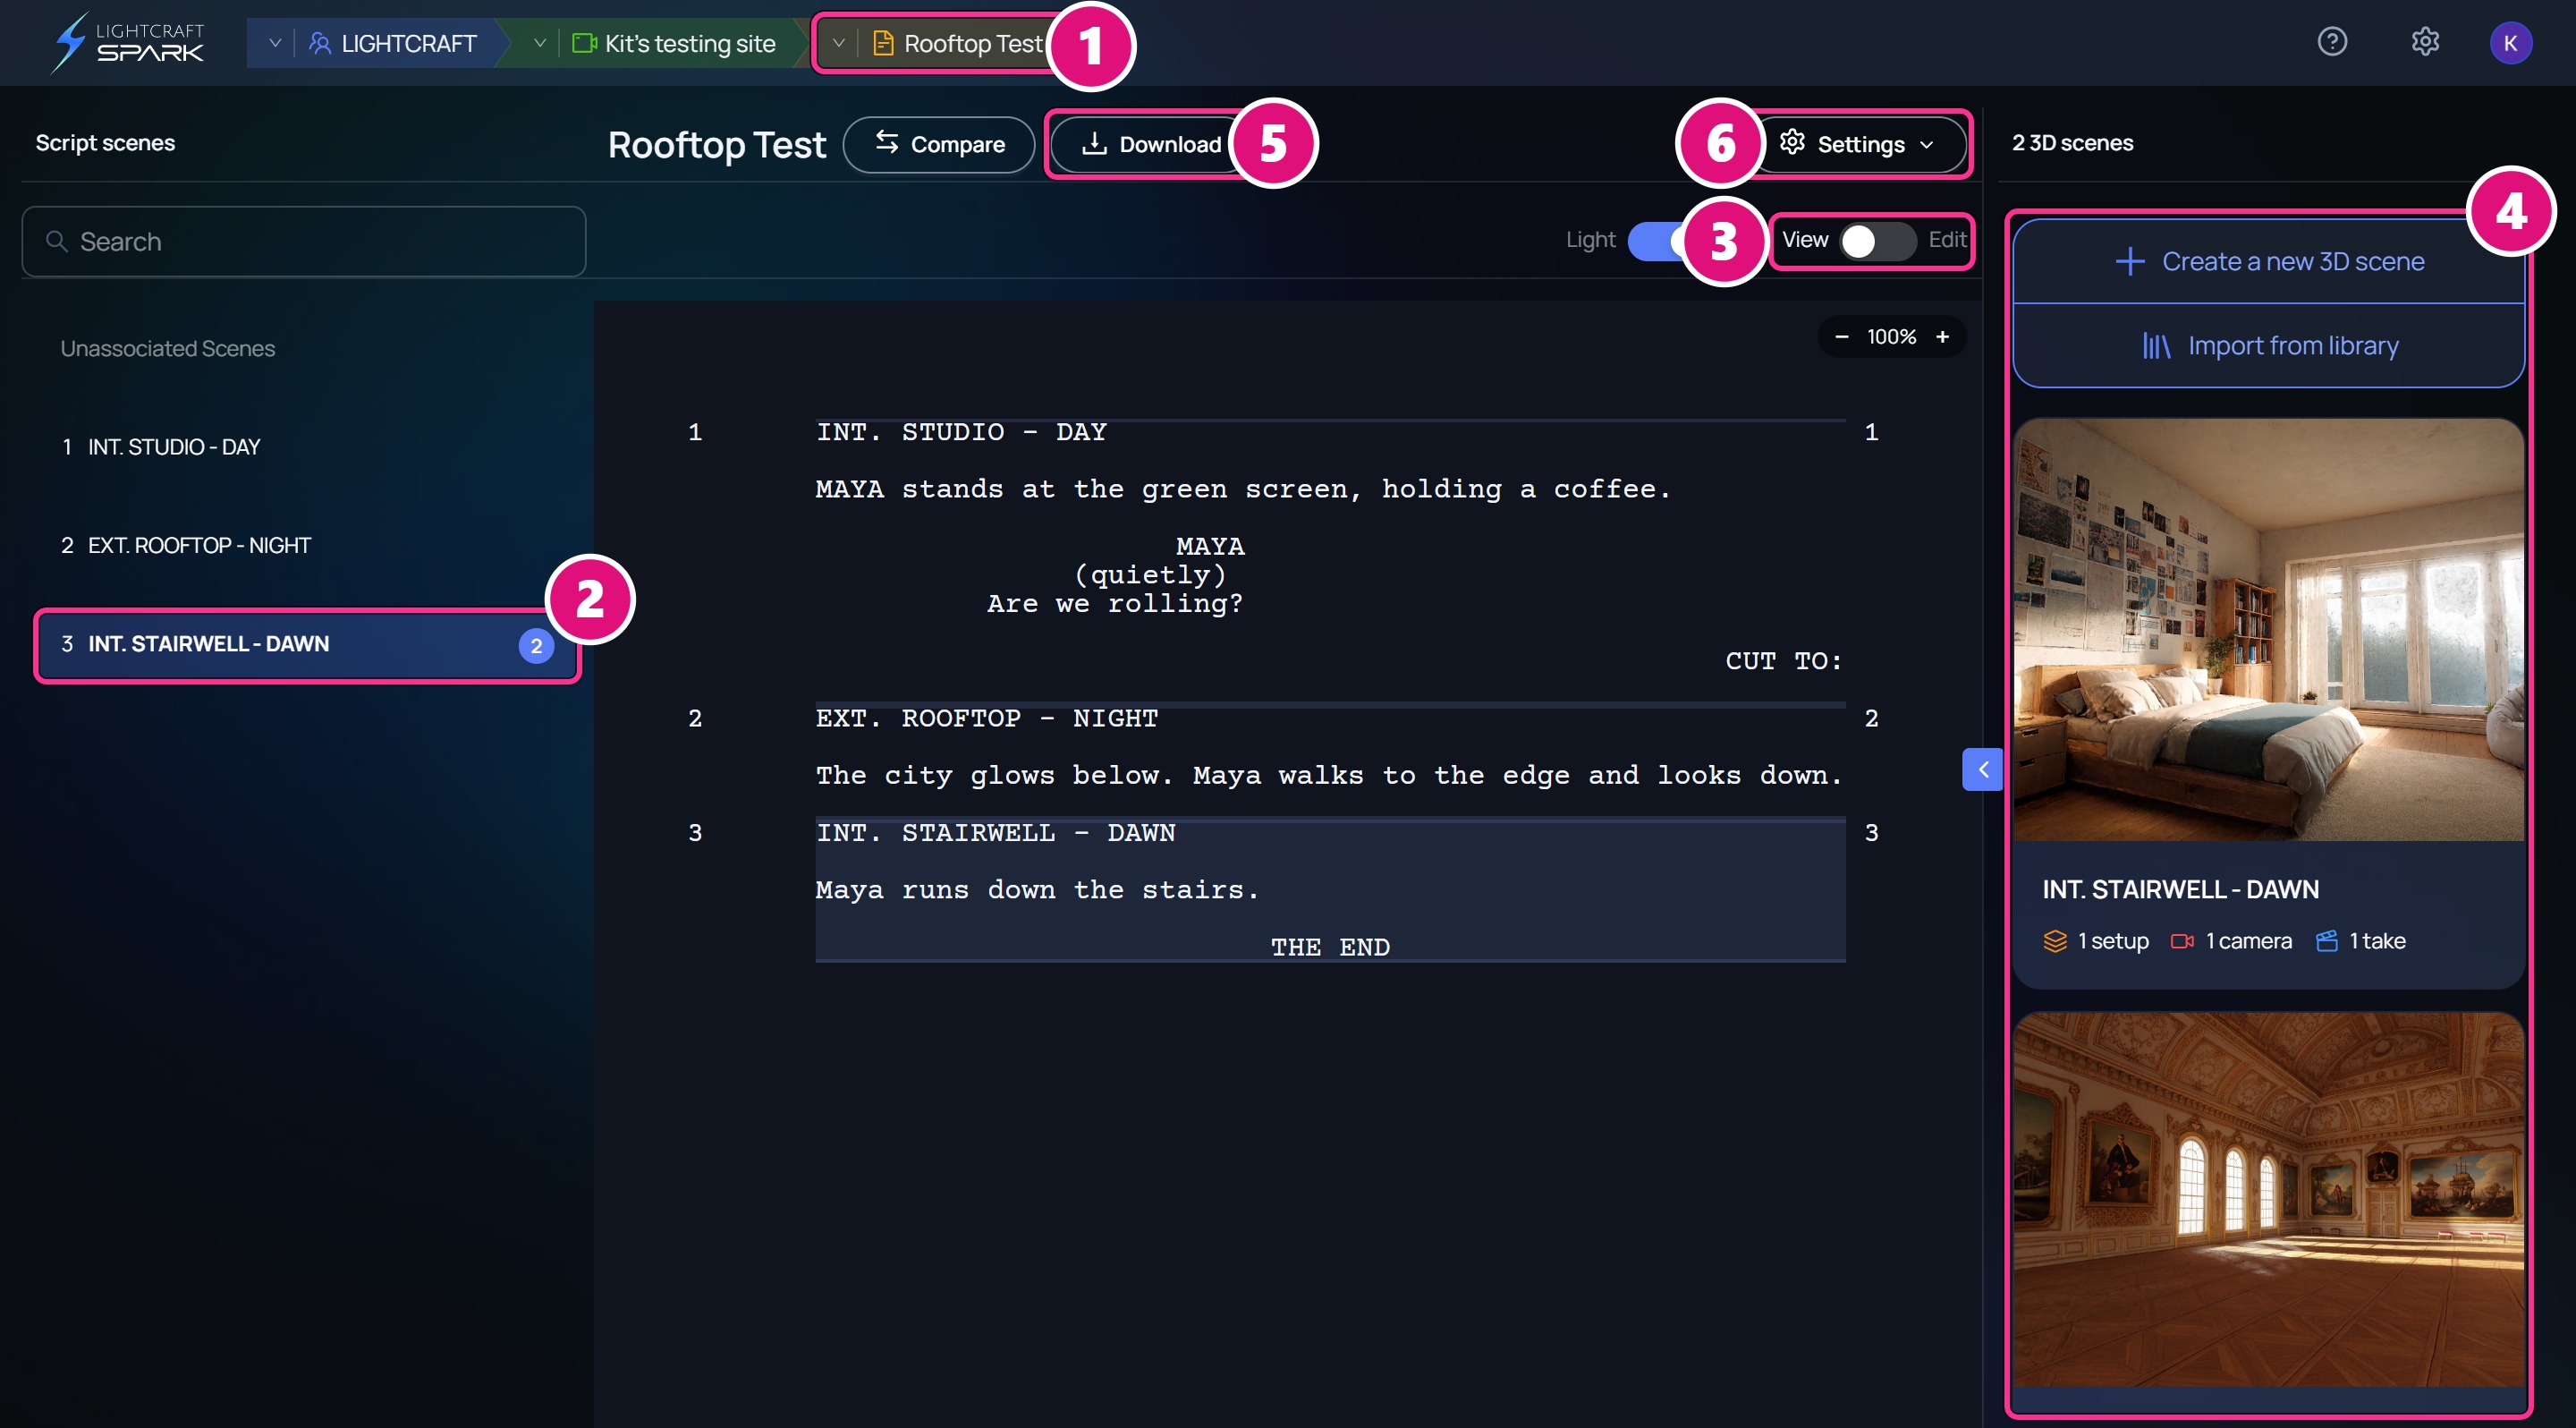 LIGHTCRAFT
SPARK
LIGHTCRAFT
Kit's testing site
Rooftop Test
1
K
Script scenes
Rooftop Test
Compare
Download
5
6
Settings
2 3D scenes
Search
Light
3
View
Edit
4
Create a new 3D scene
Import from library
Unassociated Scenes
1 INT. STUDIO - DAY
2 EXT. ROOFTOP - NIGHT
3 INT. STAIRWELL - DAWN
2
2
100%
1 INT. STUDIO - DAY 1
MAYA stands at the green screen, holding a coffee.
MAYA
(quietly)
Are we rolling?
CUT TO:
2 EXT. ROOFTOP - NIGHT 2
The city glows below. Maya walks to the edge and looks down.
3 INT. STAIRWELL - DAWN 3
Maya runs down the stairs.
THE END
INT. STAIRWELL - DAWN
1 setup 1 camera 1 take